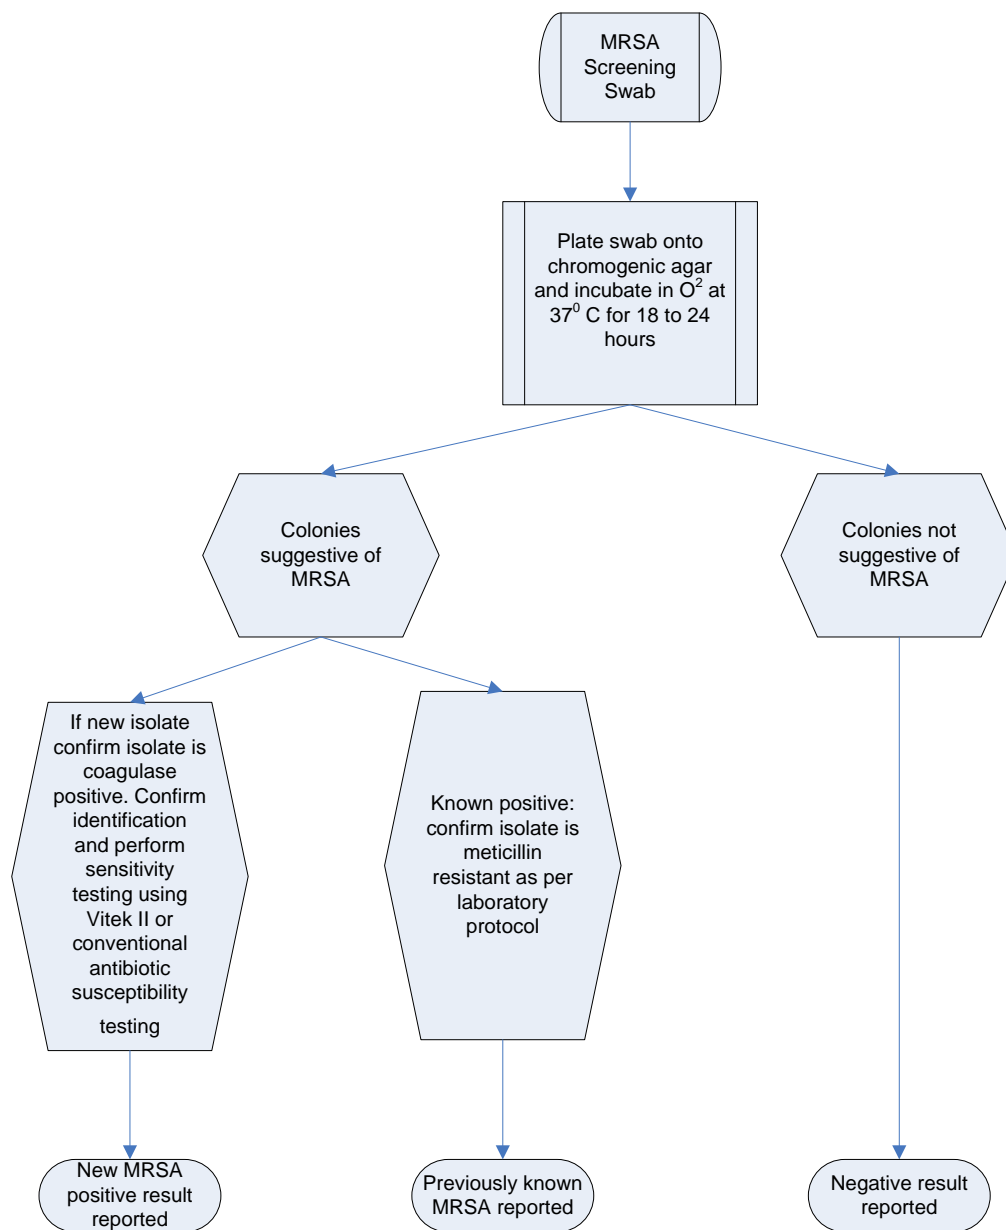 MRSA
Screening
Swab
Plate swab onto
chromogenic agar
and incubate in O² at
37⁰ C for 18 to 24
hours
Colonies
suggestive of
MRSA
Colonies not
suggestive of
MRSA
If new isolate
confirm isolate is
coagulase
positive. Confirm
identification
and perform
sensitivity
testing using
Vitek II or
conventional
antibiotic
susceptibility
testing
Known positive:
confirm isolate is
meticillin
resistant as per
laboratory
protocol
New MRSA
positive result
reported
Previously known
MRSA reported
Negative result
reported